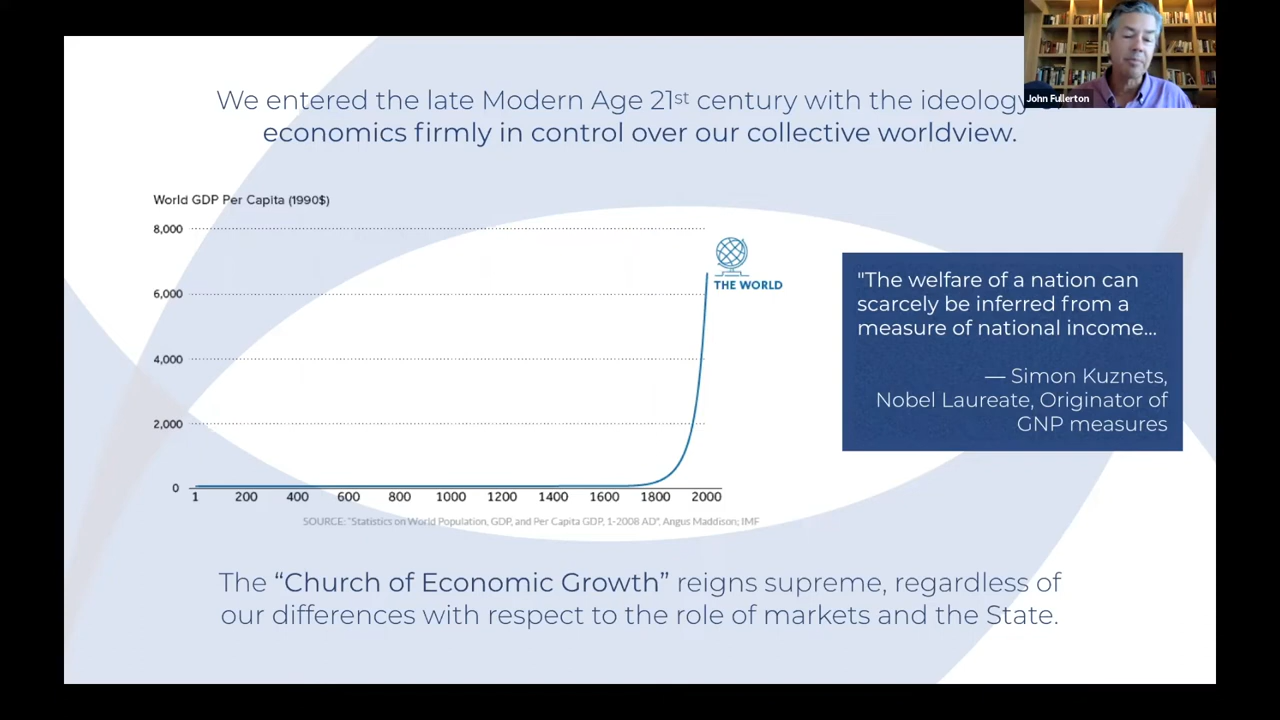 We entered the late Modern Age 21st century with the ideology
economics firmly in control over our collective worldview.
John Fullerton
World GDP Per Capita (1990$)
8,000
6,000
4,000
2,000
0
1 200 400 600 800 1000 1200 1400 1600 1800 2000
THE WORLD
SOURCE: "Statistics on World Population, GDP, and Per Capita GDP, 1-2008 AD", Angus Maddison; IMF
"The welfare of a nation can
scarcely be inferred from a
measure of national income...
— Simon Kuznets,
Nobel Laureate, Originator of
GNP measures
The “Church of Economic Growth” reigns supreme, regardless of
our differences with respect to the role of markets and the State.